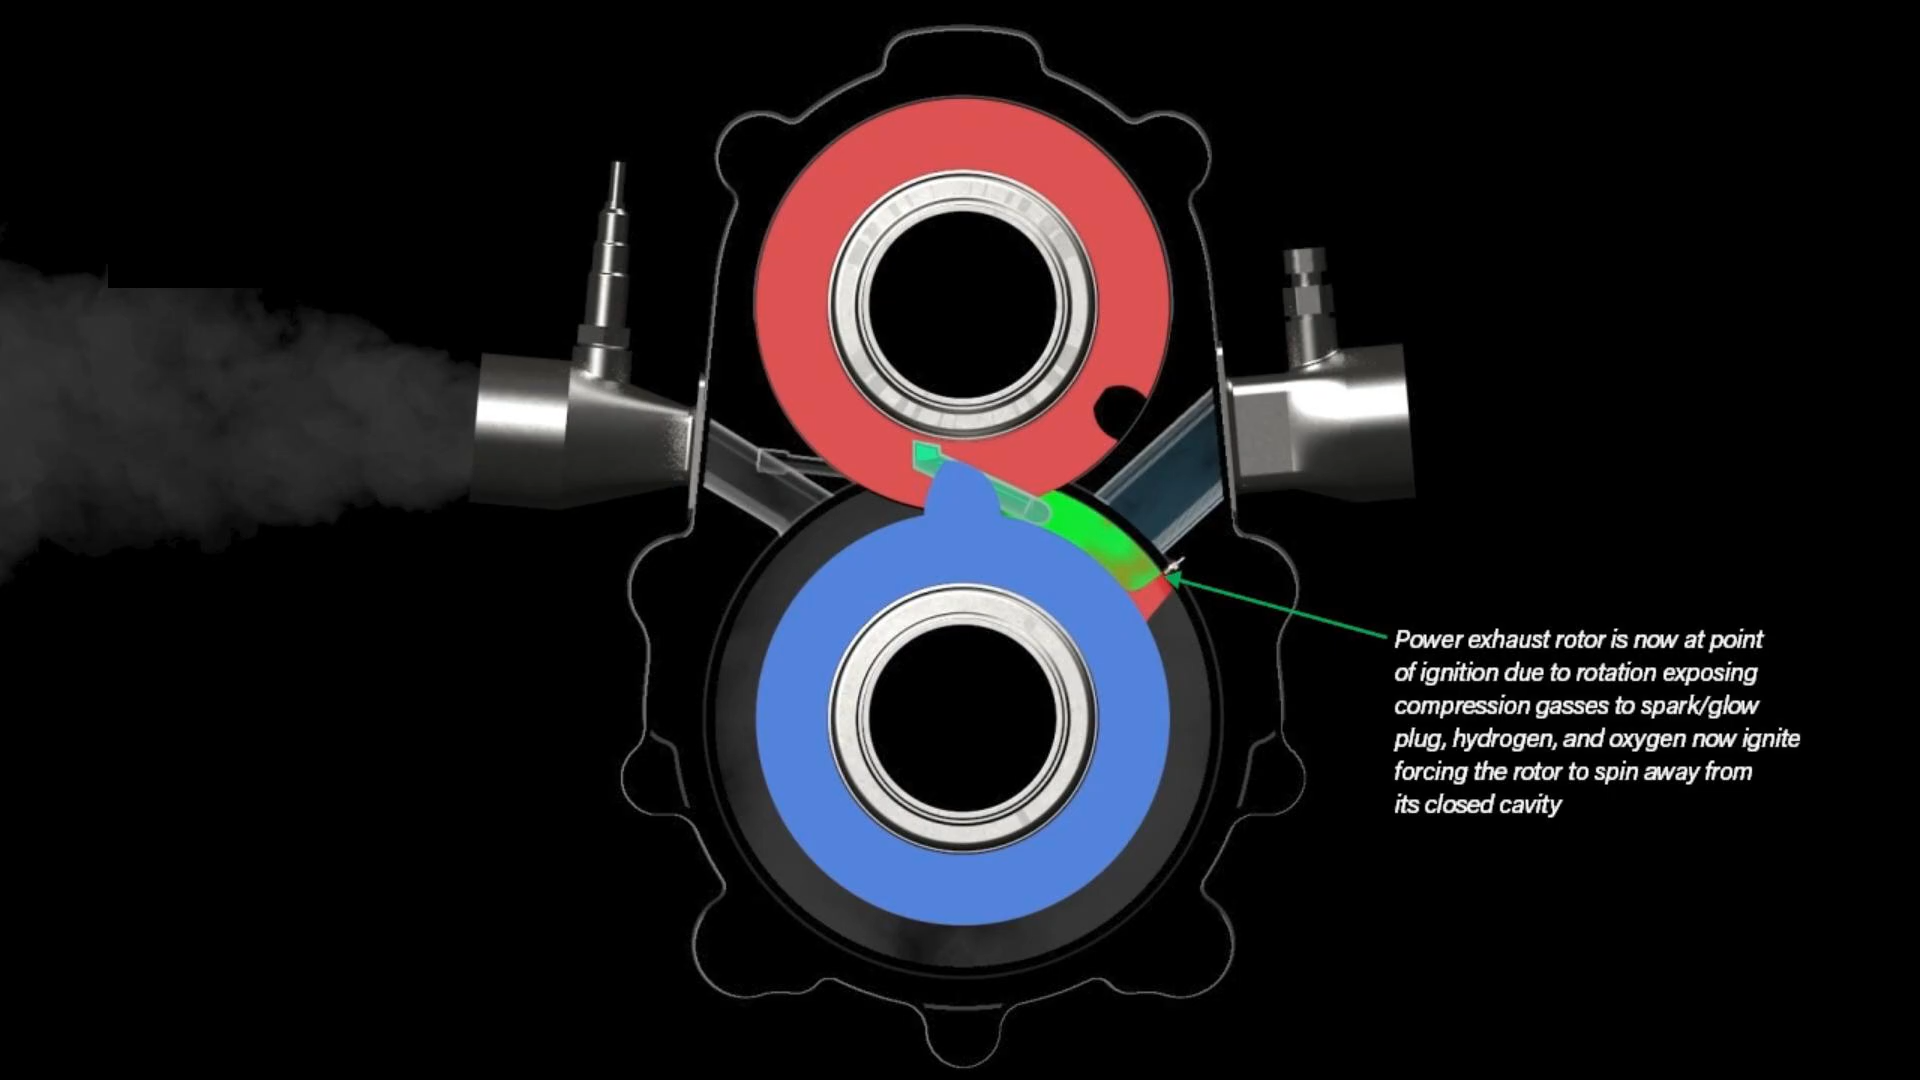 Power exhaust rotor is now at point
of ignition due to rotation exposing
compression gasses to spark/glow
plug, hydrogen, and oxygen now ignite
forcing the rotor to spin away from
its closed cavity